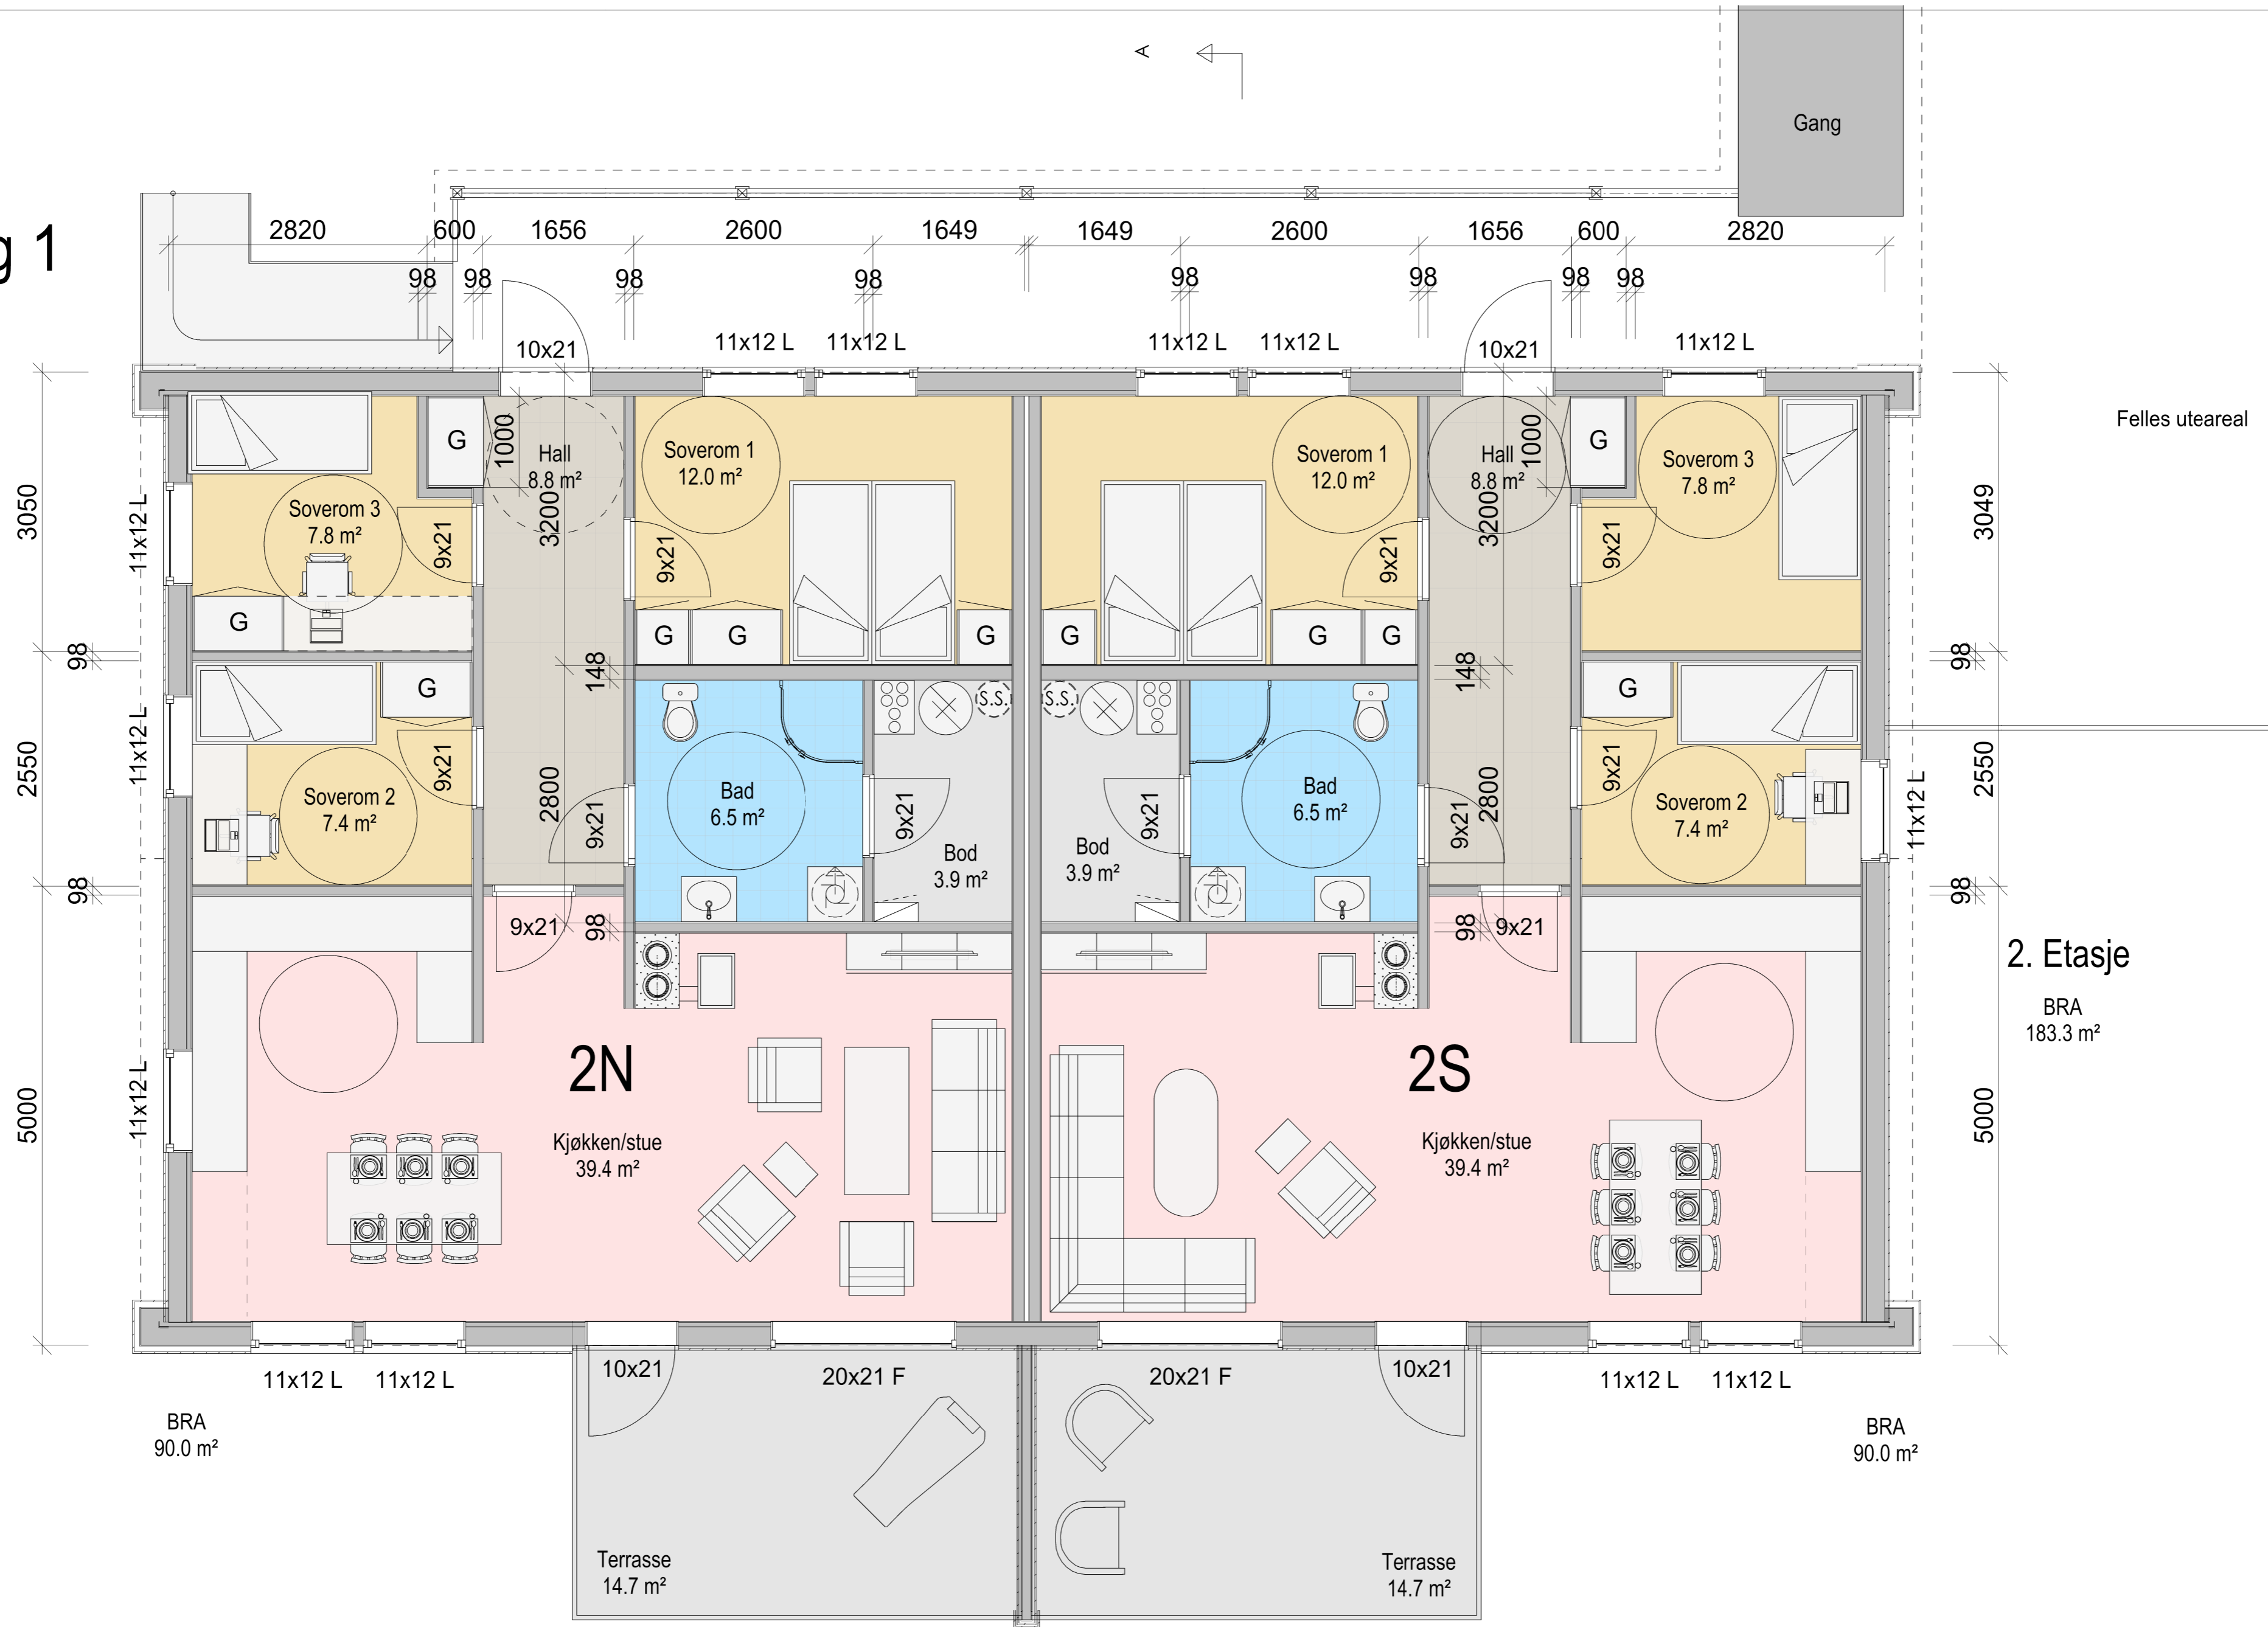 A
Gang
g 1
2820 600 1656 2600 1649 1649 2600 1656 600 2820
98 98 98 98 98 98 98 98
10x21 11x12 L 11x12 L 11x12 L 11x12 L 10x21 11x12 L
Felles uteareal
3050
98
2550
98
5000
11x12 L
11x12 L
11x12 L
G
1000
Hall
8.8 m²
3200
Soverom 3
7.8 m²
9x21
G
Soverom 1
12.0 m²
9x21
G G G
148
Soverom 2
7.4 m²
G
9x21
2800
9x21
Bad
6.5 m²
9x21
S.S.
Bod
3.9 m²
9x21
98
Soverom 1
12.0 m²
9x21
G G G
Hall
8.8 m²
1000
3200
G
Soverom 3
7.8 m²
9x21
148
S.S.
Bod
3.9 m²
9x21
Bad
6.5 m²
9x21
2800
G
9x21
Soverom 2
7.4 m²
11x12 L
98
9x21
3049
98
2550
98
5000
2. Etasje
BRA
183.3 m²
2N
Kjøkken/stue
39.4 m²
2S
Kjøkken/stue
39.4 m²
11x12 L 11x12 L 10x21 20x21 F 20x21 F 10x21 11x12 L 11x12 L
BRA
90.0 m²
BRA
90.0 m²
Terrasse
14.7 m²
Terrasse
14.7 m²